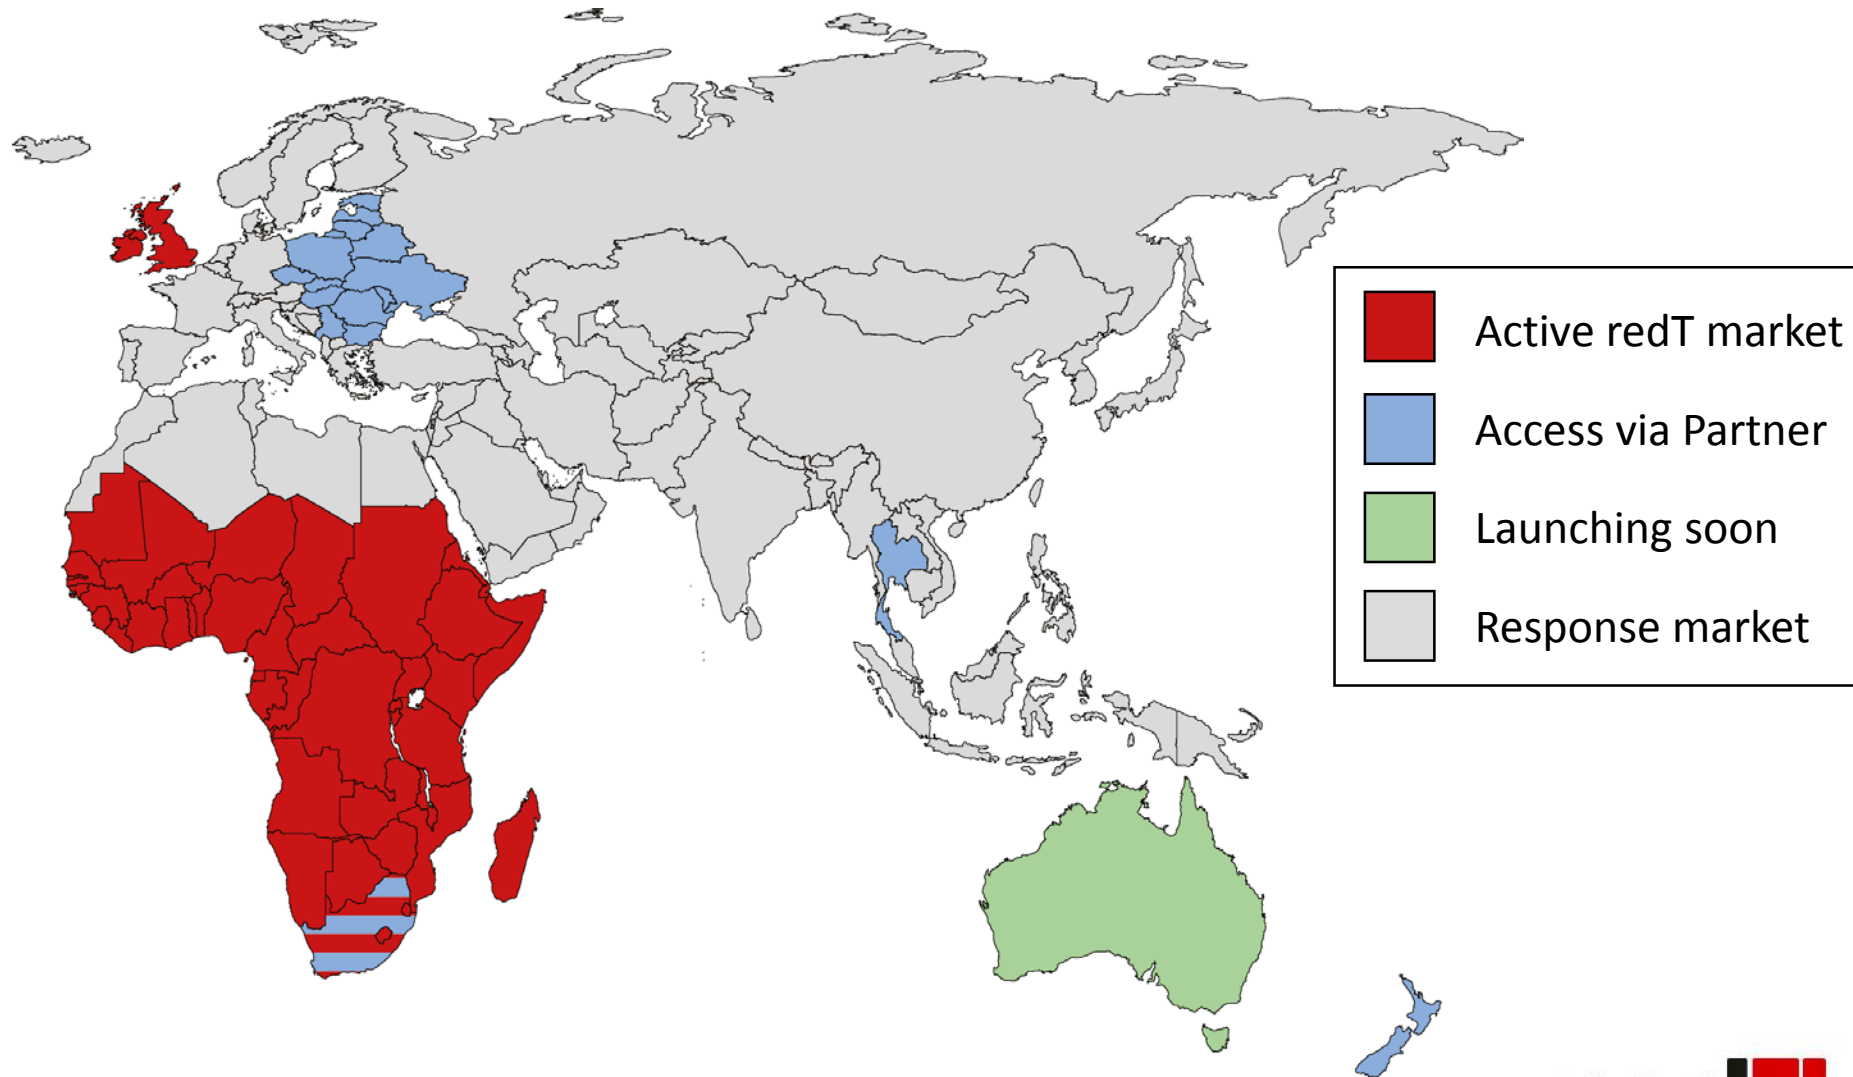 Active redT market
Access via Partner
Launching soon
Response market